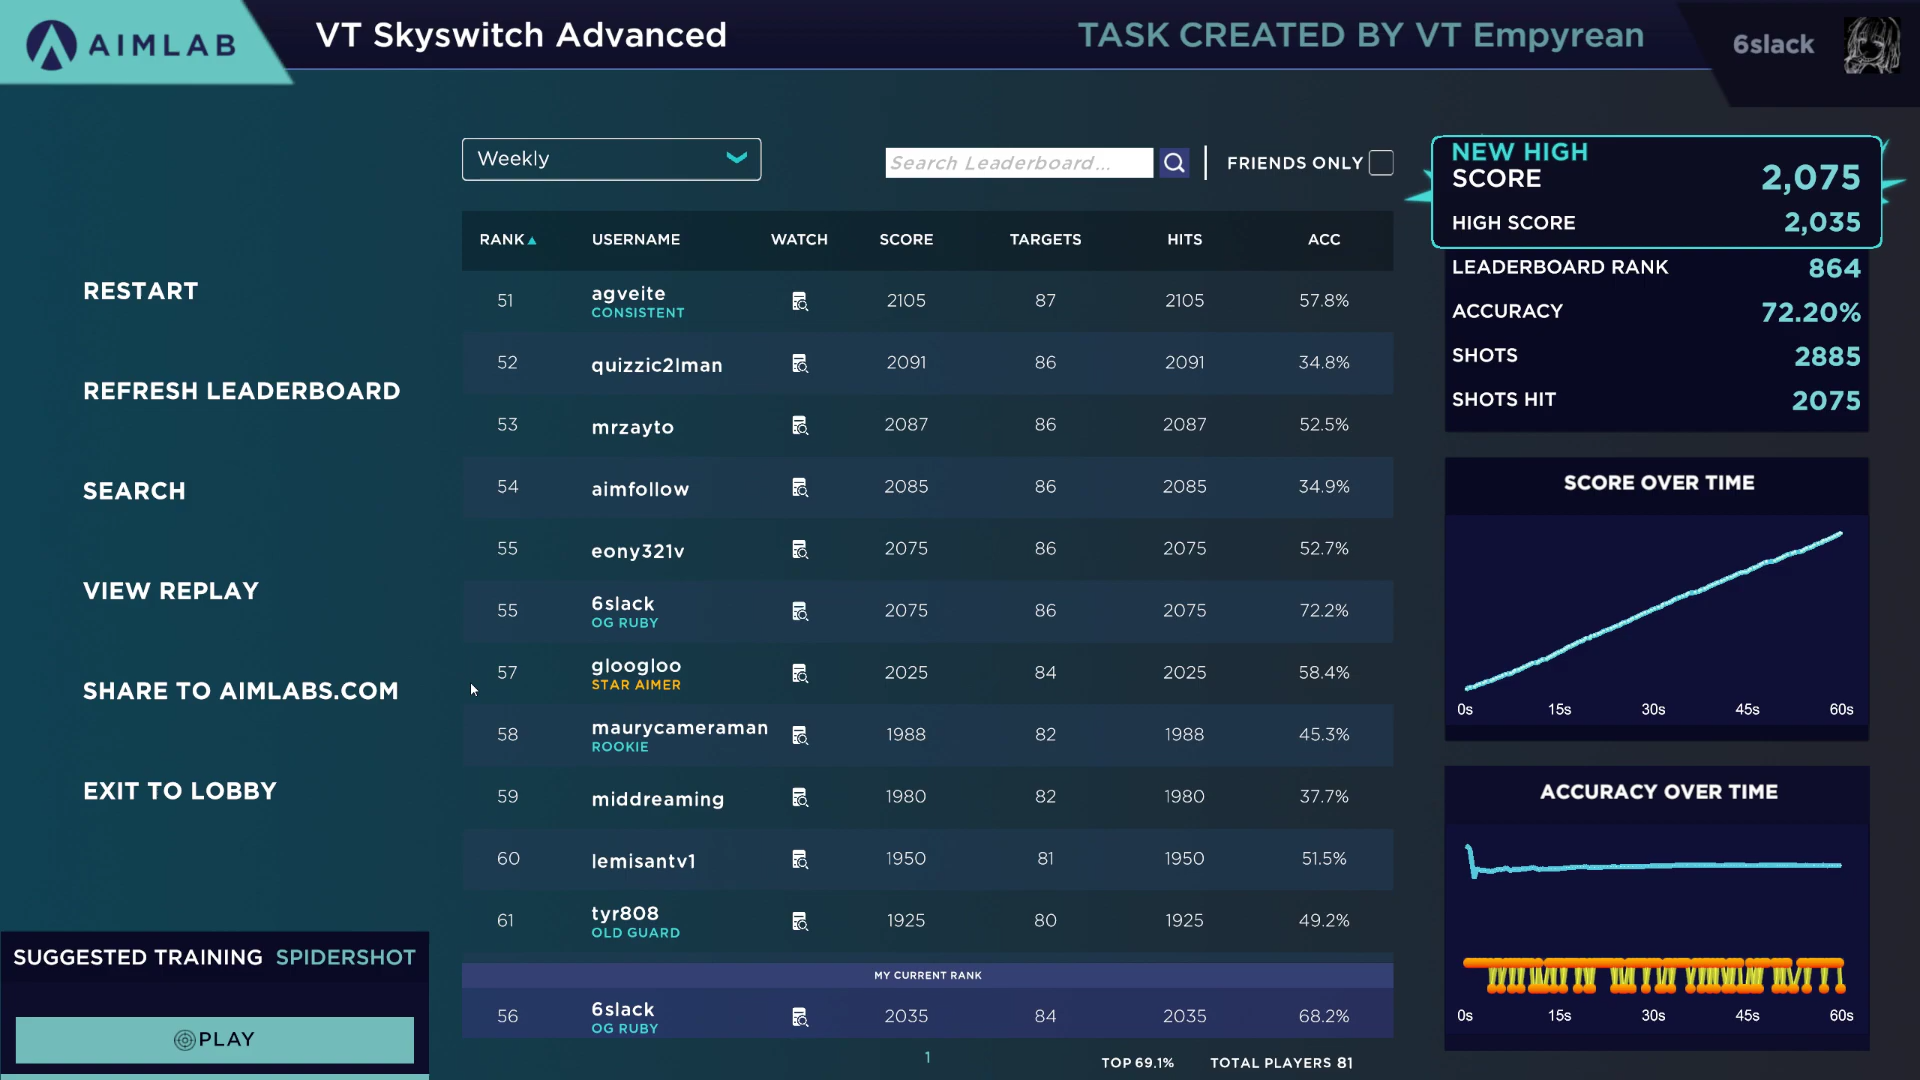 AIMLAB
VT Skyswitch Advanced
TASK CREATED BY VT Empyrean
6slack
Weekly
Search Leaderboard...
FRIENDS ONLY
RESTART
REFRESH LEADERBOARD
SEARCH
VIEW REPLAY
SHARE TO AIMLABS.COM
EXIT TO LOBBY
SUGGESTED TRAINING SPIDERSHOT
PLAY
RANK USERNAME WATCH SCORE TARGETS HITS ACC
51 agveite 2105 87 2105 57.8%
CONSISTENT
52 quizzic2lman 2091 86 2091 34.8%
53 mrzayto 2087 86 2087 52.5%
54 aimfollow 2085 86 2085 34.9%
55 eony321v 2075 86 2075 52.7%
55 6slack 2075 86 2075 72.2%
OG RUBY
57 gloogloo 2025 84 2025 58.4%
STAR AIMER
58 maurycameraman 1988 82 1988 45.3%
ROOKIE
59 middreaming 1980 82 1980 37.7%
60 lemisantv1 1950 81 1950 51.5%
61 tyr808 1925 80 1925 49.2%
OLD GUARD
MY CURRENT RANK
56 6slack 2035 84 2035 68.2%
OG RUBY
1
TOP 69.1% TOTAL PLAYERS 81
NEW HIGH
SCORE 2,075
HIGH SCORE 2,035
LEADERBOARD RANK 864
ACCURACY 72.20%
SHOTS 2885
SHOTS HIT 2075
SCORE OVER TIME
0s 15s 30s 45s 60s
ACCURACY OVER TIME
0s 15s 30s 45s 60s